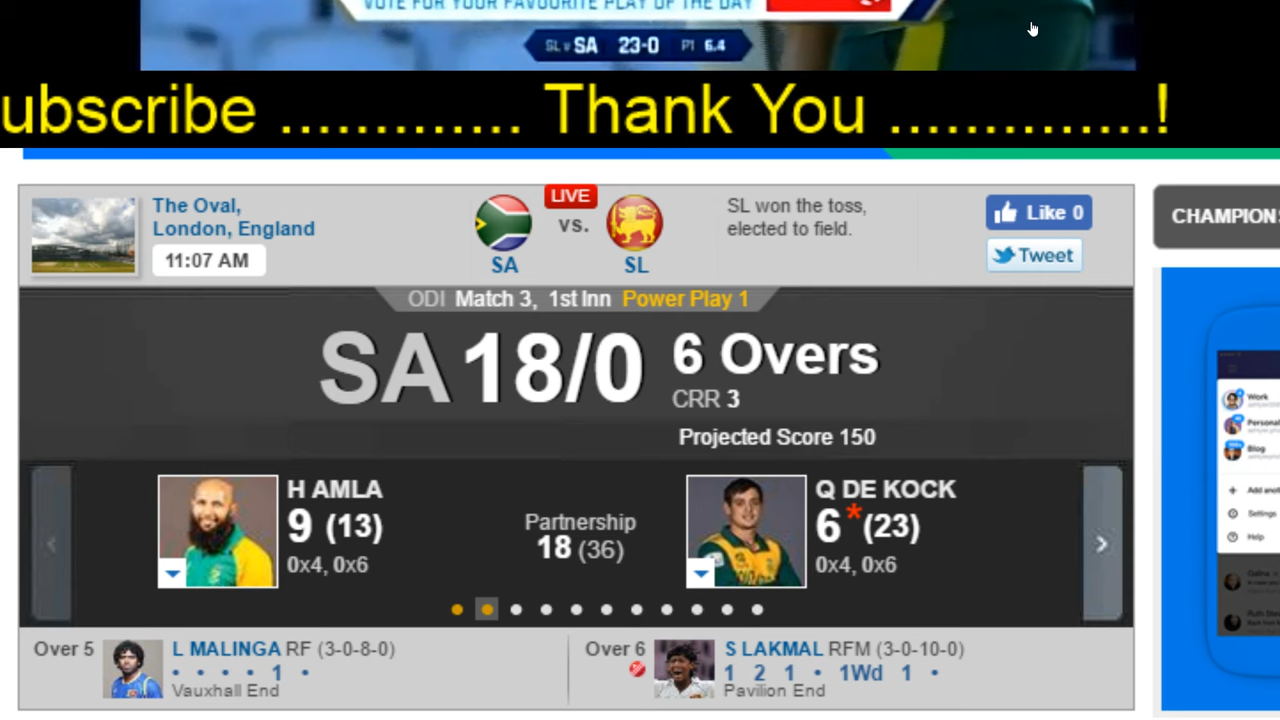 VOTE FOR YOUR FAVOURITE PLAY OF THE DAY
SL v SA 23-0 P1 6.4
ubscribe ............. Thank You ..............!
The Oval,
London, England
11:07 AM
SA
LIVE
vs.
SL
SL won the toss,
elected to field.
Like 0
Tweet
CHAMPION
ODI Match 3, 1st Inn Power Play 1
SA 18/0 6 Overs
CRR 3
Projected Score 150
H AMLA
9 (13)
0x4, 0x6
Partnership
18 (36)
Q DE KOCK
6* (23)
0x4, 0x6
Over 5 L MALINGA RF (3-0-8-0)
• • • • 1 •
Vauxhall End
Over 6 S LAKMAL RFM (3-0-10-0)
1 2 1 • 1Wd 1 •
Pavilion End
Work
Persona
Blog
Add anot
Settings
Help